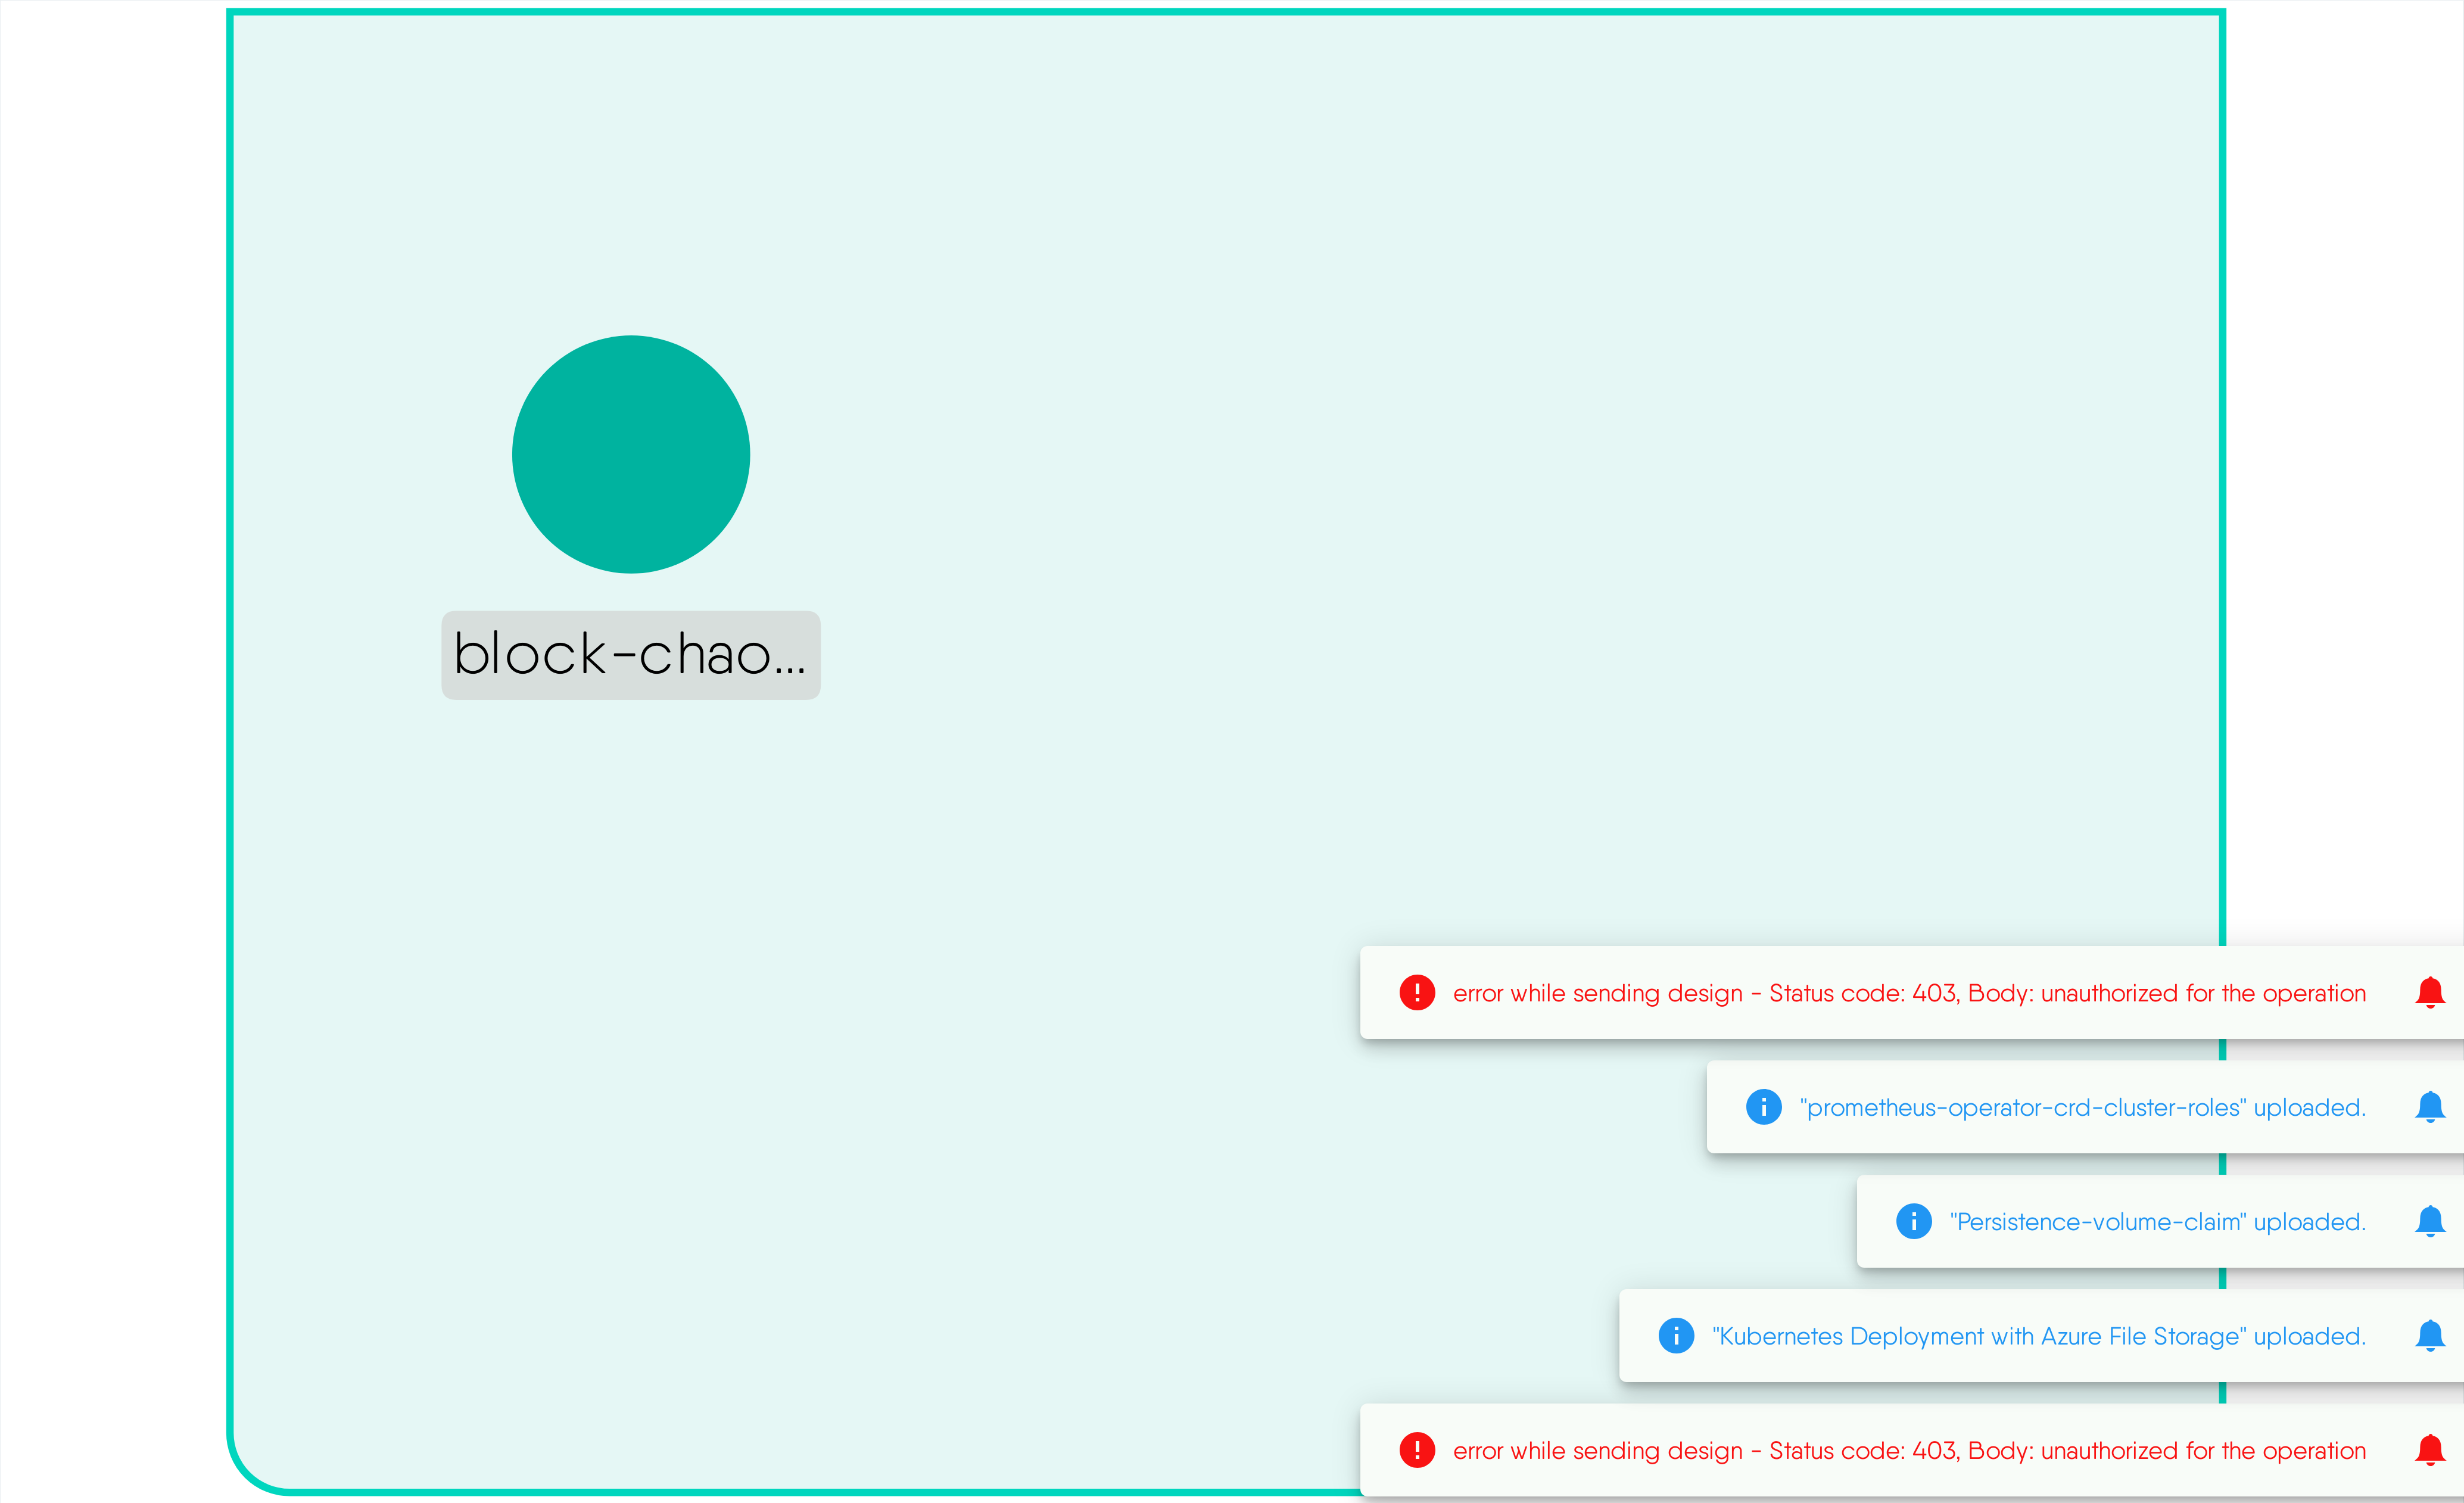 block-chao...
error while sending design - Status code: 403, Body: unauthorized for the operation
"prometheus-operator-crd-cluster-roles" uploaded.
"Persistence-volume-claim" uploaded.
"Kubernetes Deployment with Azure File Storage" uploaded.
error while sending design - Status code: 403, Body: unauthorized for the operation